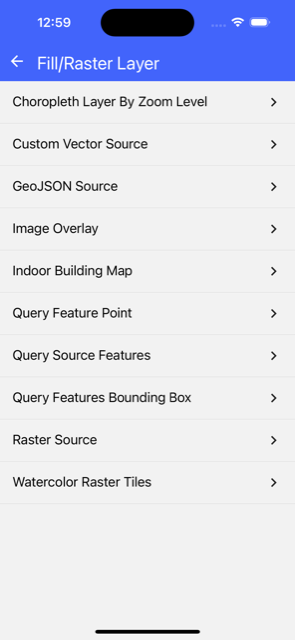 12:59
Fill/Raster Layer
Choropleth Layer By Zoom Level
Custom Vector Source
GeoJSON Source
Image Overlay
Indoor Building Map
Query Feature Point
Query Source Features
Query Features Bounding Box
Raster Source
Watercolor Raster Tiles